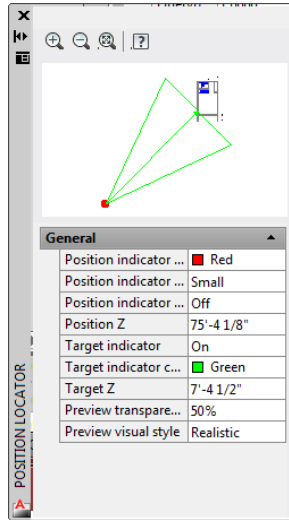 General
Position indicator ... Red
Position indicator ... Small
Position indicator ... Off
Position Z 75'-4 1/8"
Target indicator On
Target indicator c... Green
Target Z 7'-4 1/2"
Preview transpare... 50%
Preview visual style Realistic
POSITION LOCATOR